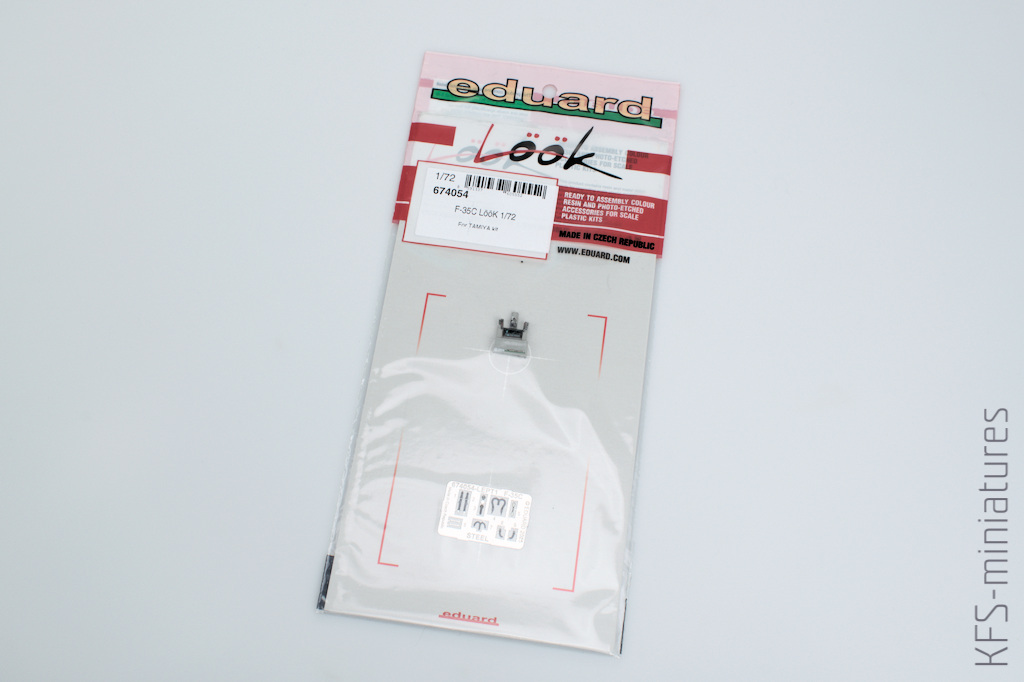 eduard
Löök
1/72
674054
F-35C LööK 1/72
For TAMIYA kit
READY TO ASSEMBLY COLOUR
RESIN AND PHOTO-ETCHED
ACCESSORIES FOR SCALE
PLASTIC KITS
MADE IN CZECH REPUBLIC
WWW.EDUARD.COM
STEEL
eduard
KFS-miniatures